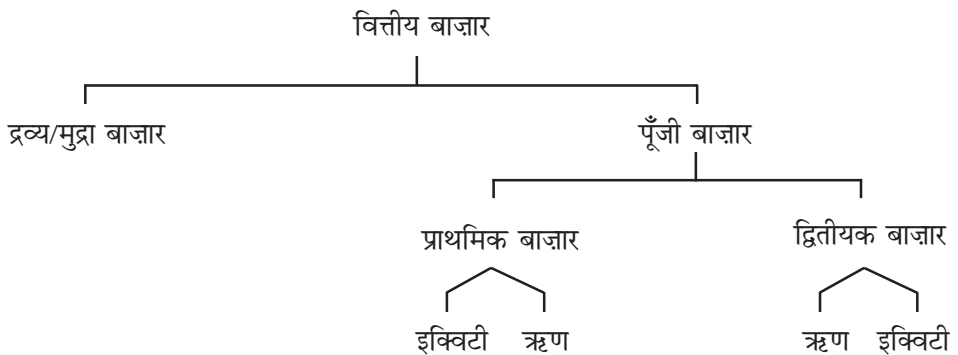 वित्तीय बाज़ार
द्रव्य/मुद्रा बाज़ार
पूँजी बाज़ार
प्राथमिक बाज़ार
द्वितीयक बाज़ार
इक्विटी ऋण
ऋण इक्विटी